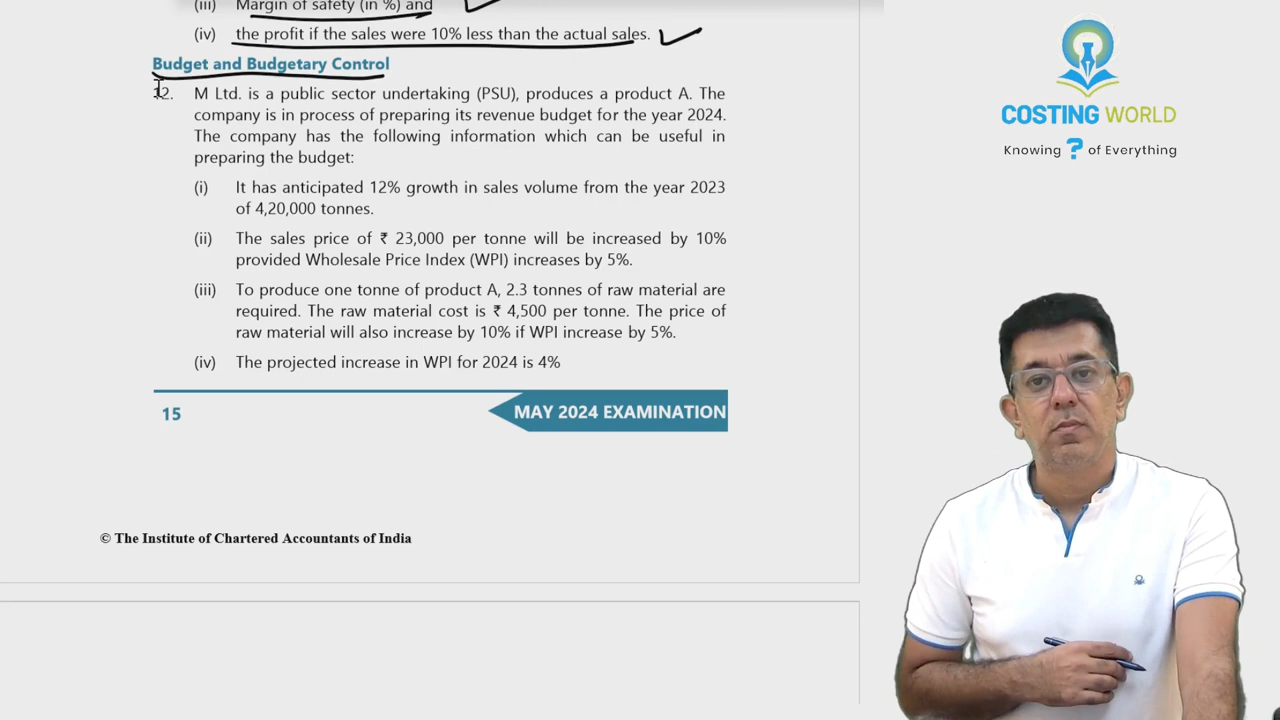 (iii) Margin of safety (in %) and
(iv) the profit if the sales were 10% less than the actual sales.
Budget and Budgetary Control
12. M Ltd. is a public sector undertaking (PSU), produces a product A. The
company is in process of preparing its revenue budget for the year 2024.
The company has the following information which can be useful in
preparing the budget:
(i) It has anticipated 12% growth in sales volume from the year 2023
of 4,20,000 tonnes.
(ii) The sales price of ₹ 23,000 per tonne will be increased by 10%
provided Wholesale Price Index (WPI) increases by 5%.
(iii) To produce one tonne of product A, 2.3 tonnes of raw material are
required. The raw material cost is ₹ 4,500 per tonne. The price of
raw material will also increase by 10% if WPI increase by 5%.
(iv) The projected increase in WPI for 2024 is 4%
15
MAY 2024 EXAMINATION
© The Institute of Chartered Accountants of India
COSTING WORLD
Knowing ? of Everything